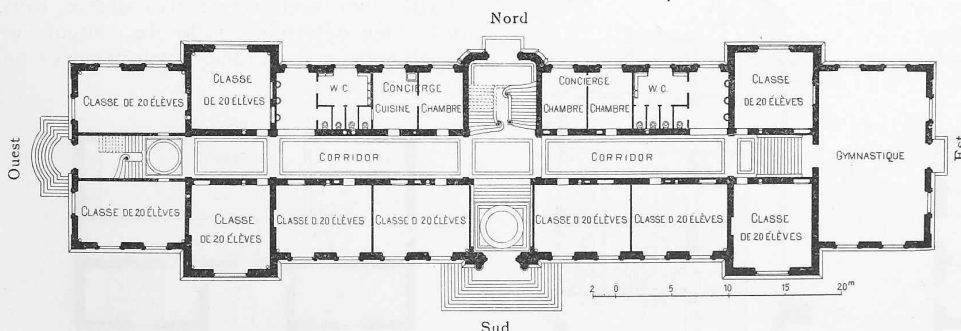 Nord
CLASSE DE 20 ÉLÈVES
CLASSE
DE 20 ÉLÈVES
W.C.
CONCIERGE
CUISINE
CHAMBRE
CONCIERGE
CHAMBRE
CHAMBRE
W.C.
CLASSE
DE 20 ÉLÈVES
Ouest
CORRIDOR
CORRIDOR
GYMNASTIQUE
Est
CLASSE DE 20 ÉLÈVES
CLASSE
DE 20 ÉLÈVES
CLASSE D. 20 ÉLÈVES
CLASSE D. 20 ÉLÈVES
CLASSE D 20 ÉLÈVES
CLASSE D. 20 ÉLÈVES
CLASSE
DE 20 ÉLÈVES
2 0 5 10 15 20m
Sud